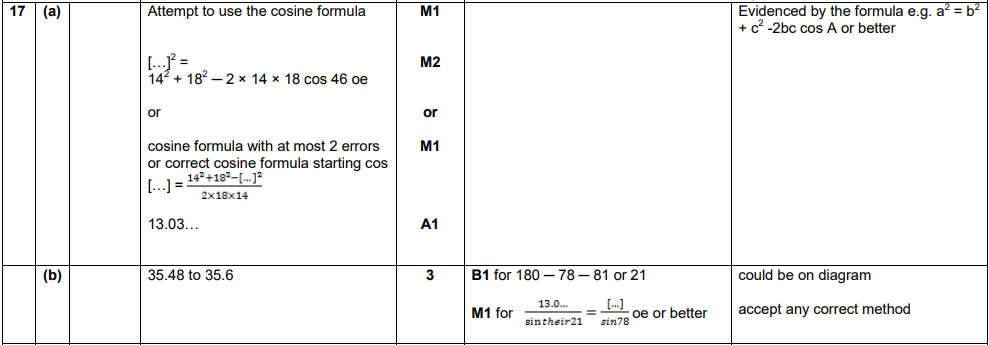 17 (a) Attempt to use the cosine formula M1 Evidenced by the formula e.g. a² = b²
+ c² -2bc cos A or better
[…]² = M2
14² + 18² – 2 × 14 × 18 cos 46 oe
or or
cosine formula with at most 2 errors M1
or correct cosine formula starting cos
[…] = 14²+18²−[…]² / 2×18×14
13.03… A1
(b) 35.48 to 35.6 3 B1 for 180 – 78 – 81 or 21 could be on diagram
M1 for 13.0… / sin their21 = […] / sin78 oe or better accept any correct method